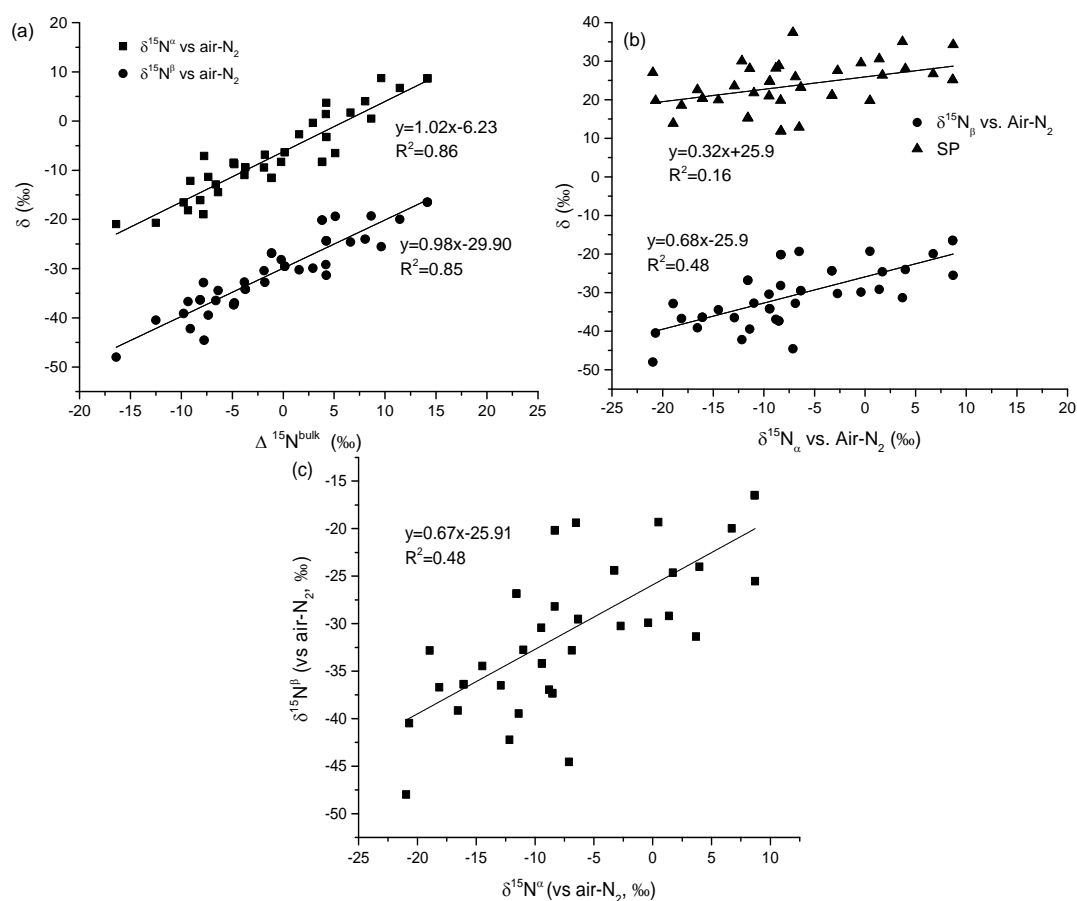 (a)
δ¹⁵Nᵅ vs air-N₂
δ¹⁵Nᵝ vs air-N₂
y=1.02x-6.23
R²=0.86
y=0.98x-29.90
R²=0.85
20
10
0
-10
-20
-30
-40
-50
δ (‰)
-20 -15 -10 -5 0 5 10 15 20 25
Δ ¹⁵Nᵇᵘˡᵏ (‰)
(b)
δ¹⁵Nβ vs. Air-N₂
SP
y=0.32x+25.9
R²=0.16
y=0.68x-25.9
R²=0.48
40
30
20
10
0
-10
-20
-30
-40
-50
δ (‰)
-25 -20 -15 -10 -5 0 5 10 15 20
δ¹⁵Nα vs. Air-N₂ (‰)
(c)
y=0.67x-25.91
R²=0.48
-15
-20
-25
-30
-35
-40
-45
-50
δ¹⁵Nᵝ (vs air-N₂, ‰)
-25 -20 -15 -10 -5 0 5 10
δ¹⁵Nᵅ (vs air-N₂, ‰)